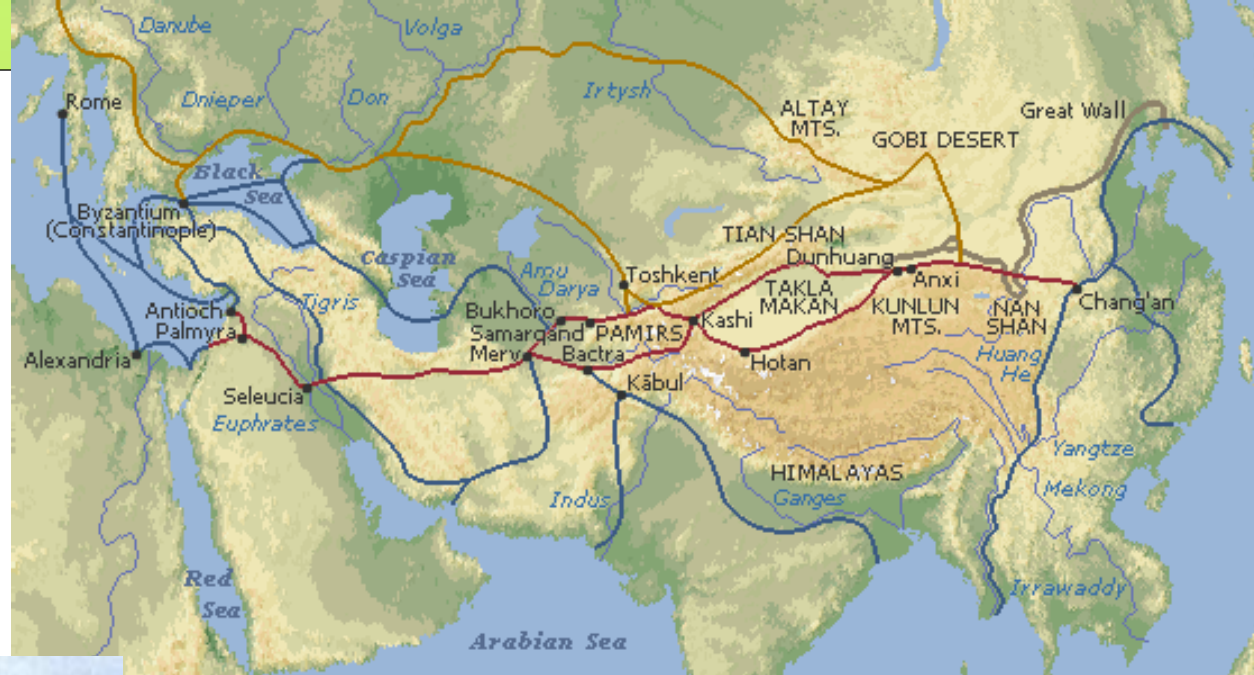 Danube
Volga
Rome
Dnieper
Don
Irtysh
ALTAY
MTS.
Great Wall
GOBI DESERT
Black
Sea
Byzantium
(Constantinople)
TIAN SHAN
Caspian
Sea
Dunhuang
Amu
Darya
Toshkent
Anxi
TAKLA
MAKAN
Tigris
Antioch
Bukhoro
KUNLUN
MTS.
NAN
SHAN
Chang'an
Palmyra
Samarqand
PAMIRS
Kashi
Alexandria
Merv
Bactra
Hotan
Huang
He
Seleucia
Kābul
Euphrates
Yangtze
HIMALAYAS
Indus
Ganges
Mekong
Red
Sea
Irrawaddy
Arabian Sea